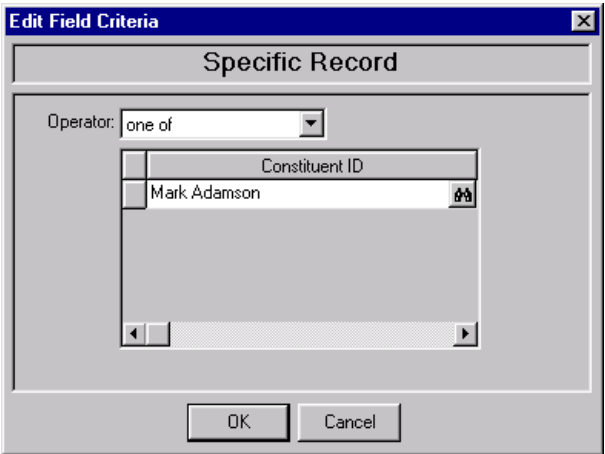 Edit Field Criteria
Specific Record
Operator: one of
Constituent ID
Mark Adamson
OK Cancel